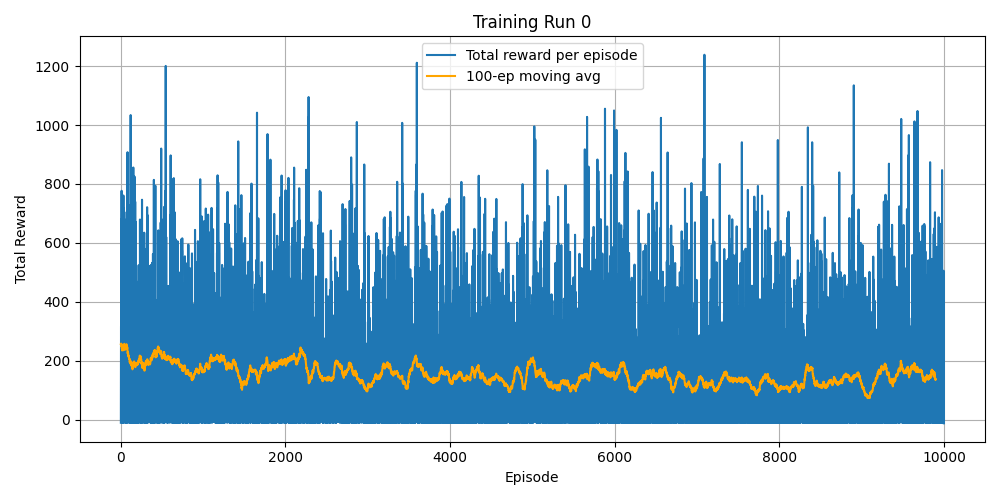 Training Run 0
Total reward per episode
100-ep moving avg
Total Reward
1200
1000
800
600
400
200
0
0 2000 4000 6000 8000 10000
Episode